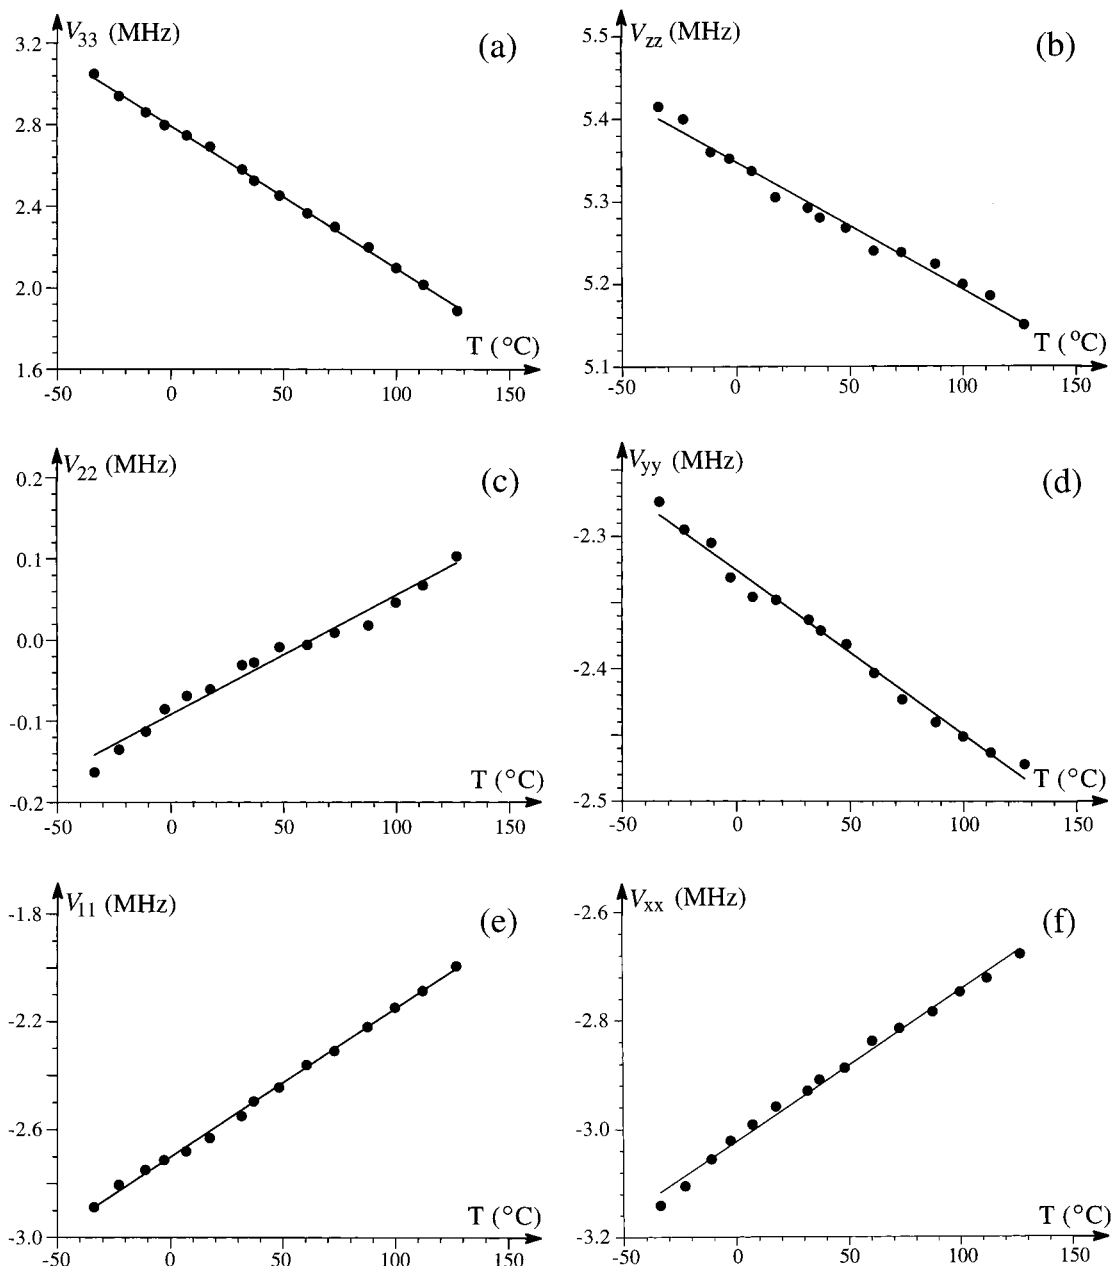 V33 (MHz)
(a)
3.2
2.8
2.4
2.0
1.6
T (°C)
-50 0 50 100 150
Vzz (MHz)
(b)
5.5
5.4
5.3
5.2
5.1
T (°C)
-50 0 50 100 150
V22 (MHz)
(c)
0.2
0.1
0.0
-0.1
-0.2
T (°C)
-50 0 50 100 150
Vyy (MHz)
(d)
-2.3
-2.4
-2.5
T (°C)
-50 0 50 100 150
V11 (MHz)
(e)
-1.8
-2.2
-2.6
-3.0
T (°C)
-50 0 50 100 150
Vxx (MHz)
(f)
-2.6
-2.8
-3.0
-3.2
T (°C)
-50 0 50 100 150